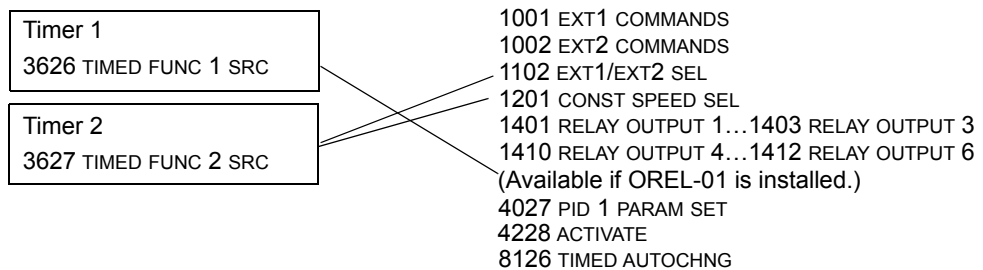 Timer 1
3626 TIMED FUNC 1 SRC
Timer 2
3627 TIMED FUNC 2 SRC
1001 EXT1 COMMANDS
1002 EXT2 COMMANDS
1102 EXT1/EXT2 SEL
1201 CONST SPEED SEL
1401 RELAY OUTPUT 1…1403 RELAY OUTPUT 3
1410 RELAY OUTPUT 4…1412 RELAY OUTPUT 6
(Available if OREL-01 is installed.)
4027 PID 1 PARAM SET
4228 ACTIVATE
8126 TIMED AUTOCHNG